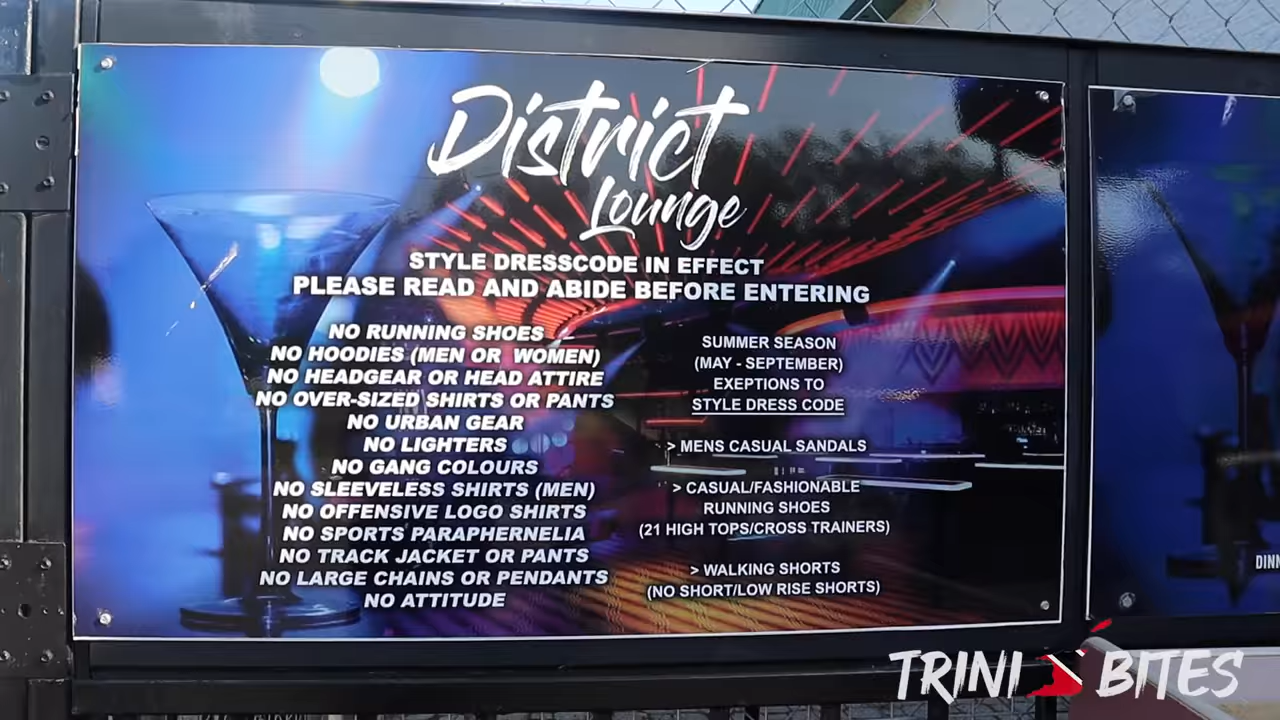 District
Lounge
STYLE DRESSCODE IN EFFECT
PLEASE READ AND ABIDE BEFORE ENTERING
NO RUNNING SHOES
NO HOODIES (MEN OR WOMEN)
NO HEADGEAR OR HEAD ATTIRE
NO OVER-SIZED SHIRTS OR PANTS
NO URBAN GEAR
NO LIGHTERS
NO GANG COLOURS
NO SLEEVELESS SHIRTS (MEN)
NO OFFENSIVE LOGO SHIRTS
NO SPORTS PARAPHERNELIA
NO TRACK JACKET OR PANTS
NO LARGE CHAINS OR PENDANTS
NO ATTITUDE
SUMMER SEASON
(MAY - SEPTEMBER)
EXEPTIONS TO
STYLE DRESS CODE
> MENS CASUAL SANDALS
> CASUAL/FASHIONABLE
RUNNING SHOES
(21 HIGH TOPS/CROSS TRAINERS)
> WALKING SHORTS
(NO SHORT/LOW RISE SHORTS)
TRINI BITES